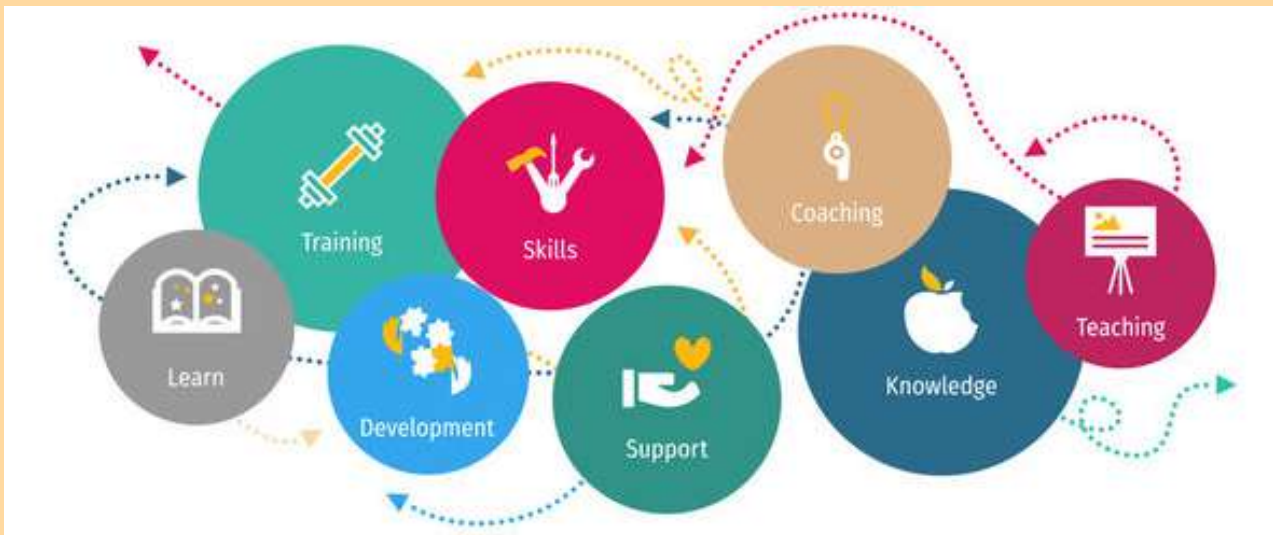 Training
Skills
Coaching
Teaching
Learn
Development
Support
Knowledge